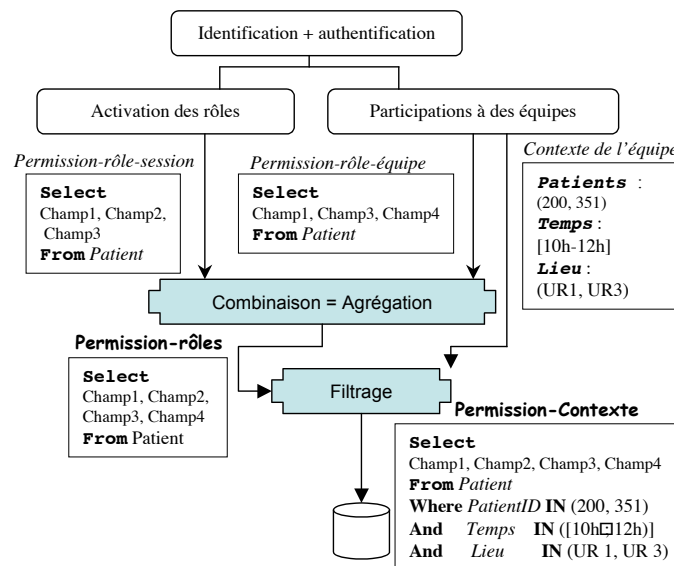 Identification + authentification
Activation des rôles
Participations à des équipes
Permission-rôle-session
Select
Champ1, Champ2,
Champ3
From Patient
Permission-rôle-équipe
Select
Champ1, Champ3, Champ4
From Patient
Contexte de l'équipe
Patients :
(200, 351)
Temps :
[10h-12h]
Lieu :
(UR1, UR3)
Combinaison = Agrégation
Permission-rôles
Select
Champ1, Champ2,
Champ3, Champ4
From Patient
Filtrage
Permission-Contexte
Select
Champ1, Champ2, Champ3, Champ4
From Patient
Where PatientID IN (200, 351)
And Temps IN ([10h 12h)]
And Lieu IN (UR 1, UR 3)